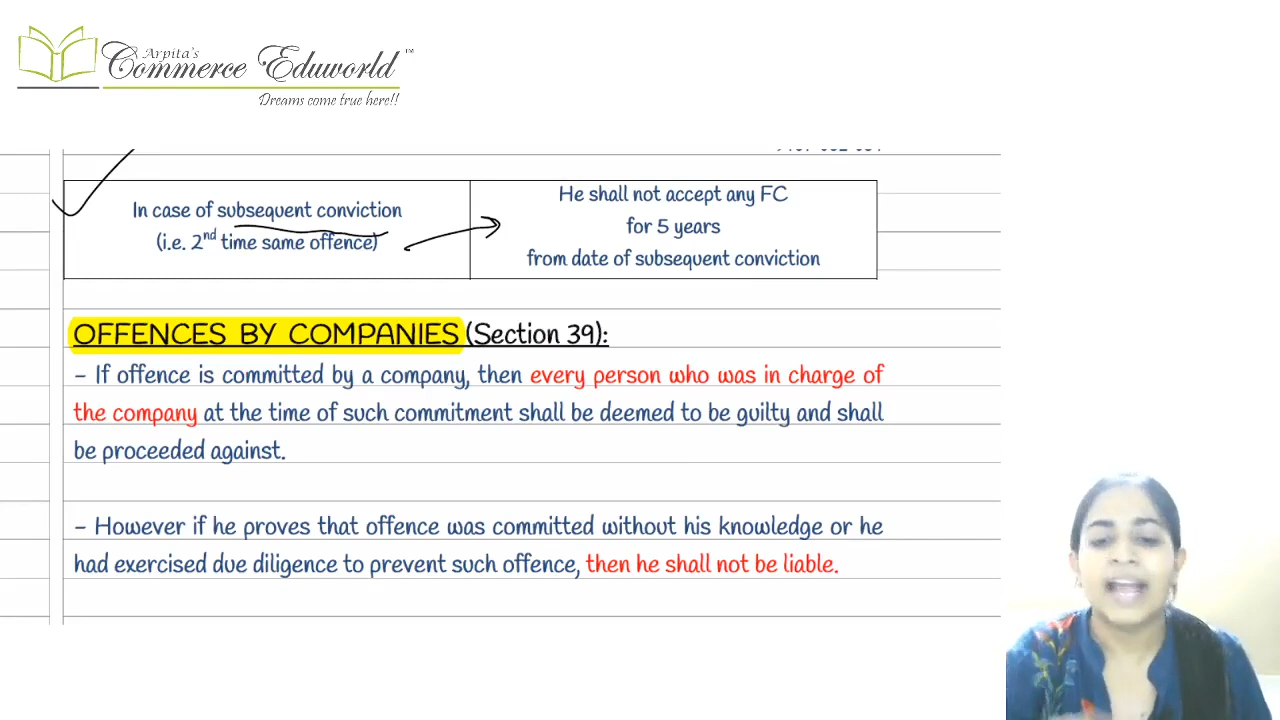 Arpita's
Commerce Eduworld™
Dreams come true here!!
In case of subsequent conviction
(i.e. 2nd time same offence)
He shall not accept any FC
for 5 years
from date of subsequent conviction
OFFENCES BY COMPANIES (Section 39):
- If offence is committed by a company, then every person who was in charge of
the company at the time of such commitment shall be deemed to be guilty and shall
be proceeded against.
- However if he proves that offence was committed without his knowledge or he
had exercised due diligence to prevent such offence, then he shall not be liable.